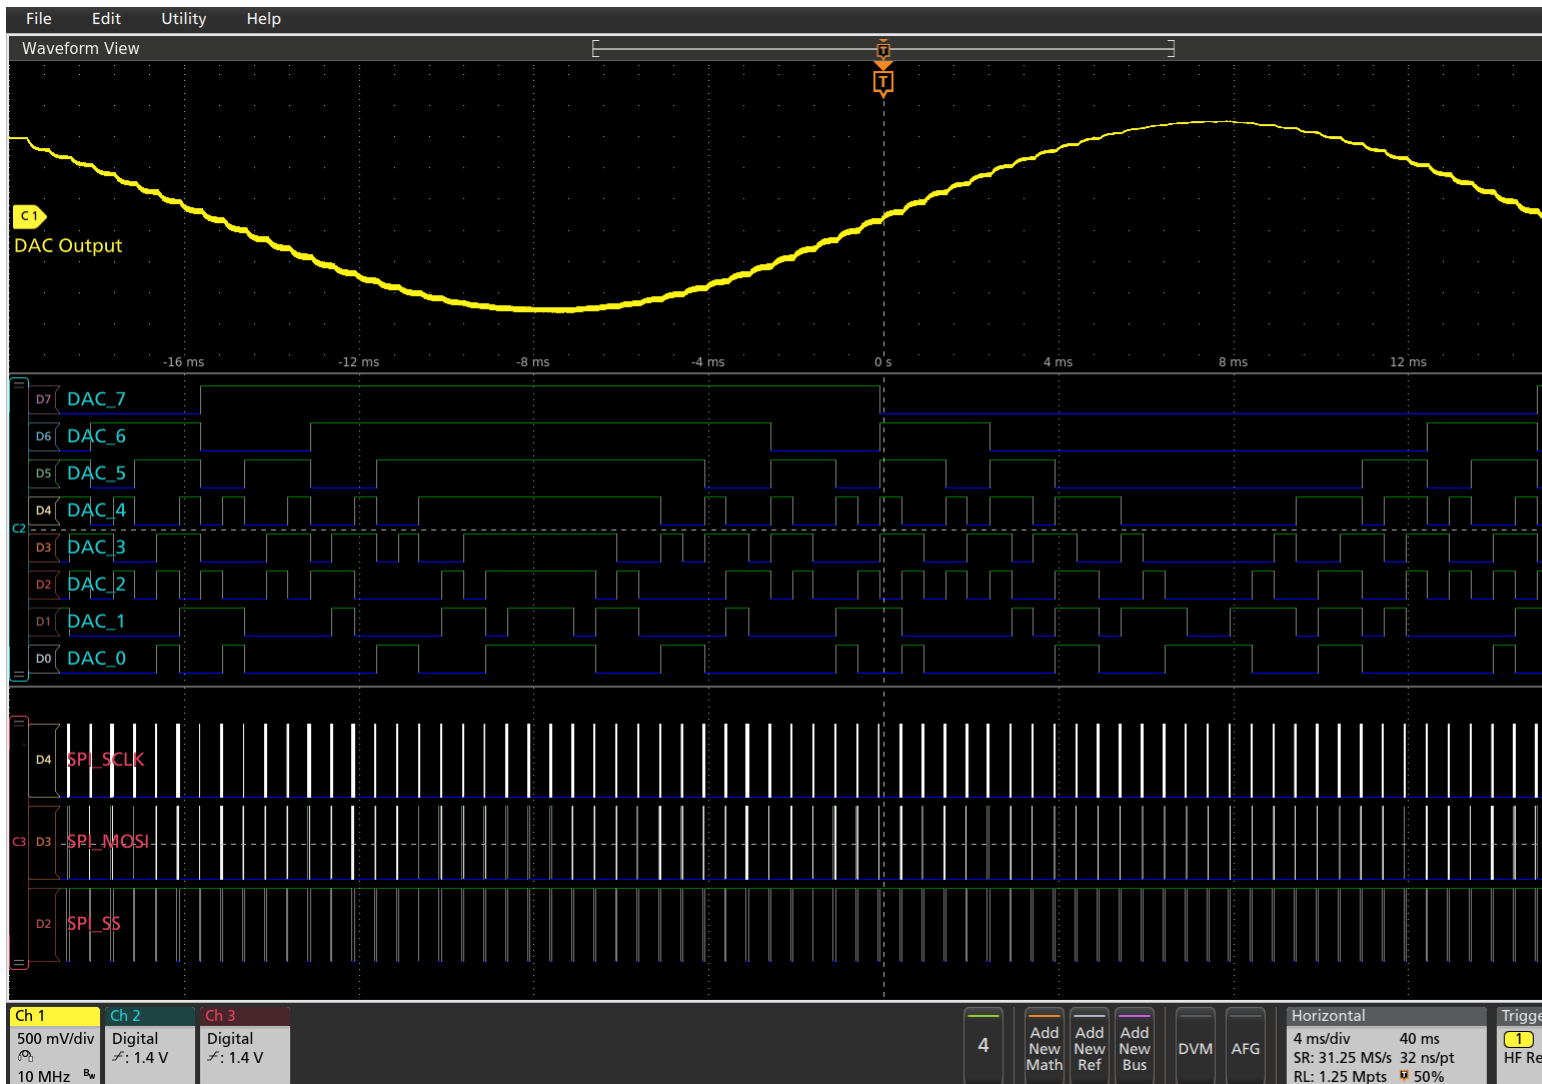 File Edit Utility Help
Waveform View
T
T
C 1
DAC Output
-16 ms -12 ms -8 ms -4 ms 0 s 4 ms 8 ms 12 ms
D7 DAC_7
D6 DAC_6
D5 DAC_5
D4 DAC_4
C2
D3 DAC_3
D2 DAC_2
D1 DAC_1
D0 DAC_0
D4 SPI_SCLK
C3 D3 SPI_MOSI
D2 SPI_SS
Ch 1 Ch 2 Ch 3 Horizontal Trigge
500 mV/div Digital Digital 4 Add New Math Add New Ref Add New Bus DVM AFG 4 ms/div 40 ms 1
: 1.4 V : 1.4 V SR: 31.25 MS/s 32 ns/pt HF Re
10 MHz Bw RL: 1.25 Mpts T 50%